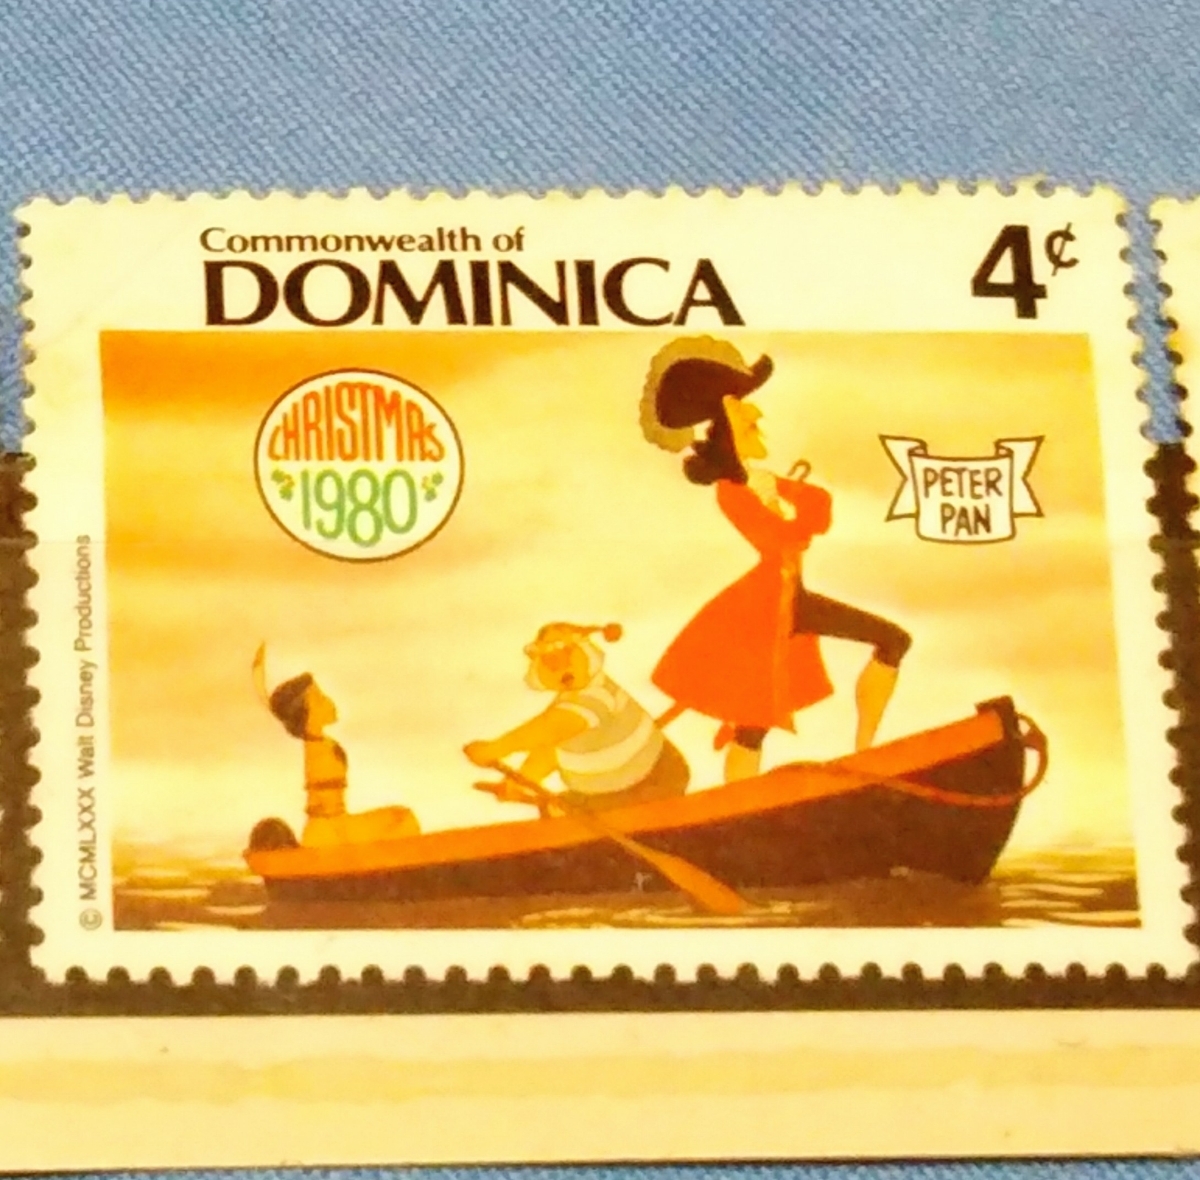 Commonwealth of
DOMINICA
4¢
CHRISTMAS
1980
PETER
PAN
© MCMLXXX Walt Disney Productions